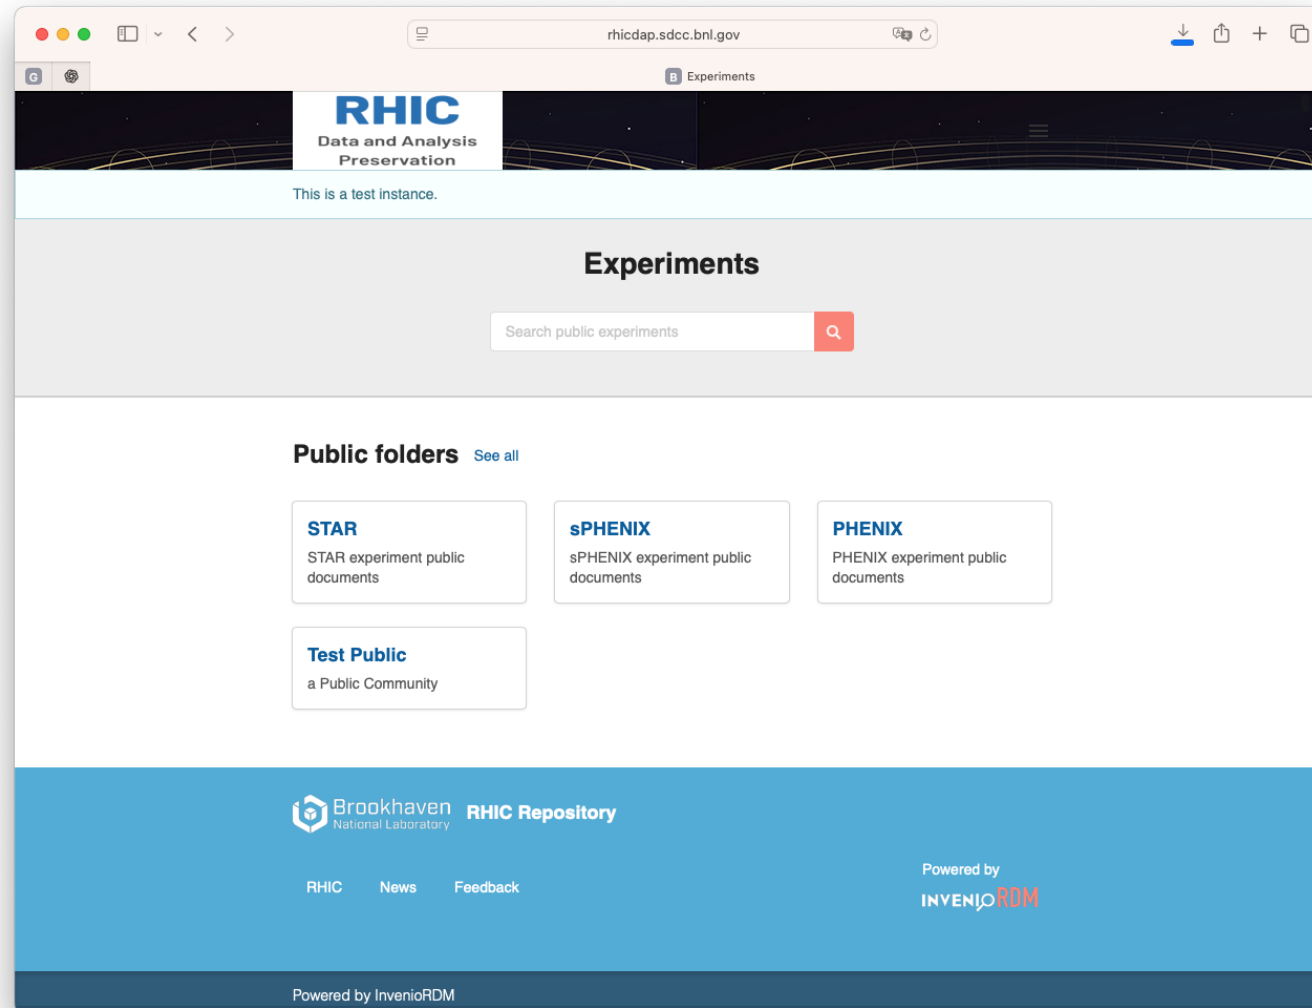 rhicdap.sdcc.bnl.gov
G
B Experiments
RHIC
Data and Analysis
Preservation
This is a test instance.
Experiments
Search public experiments
Public folders See all
STAR
STAR experiment public
documents
sPHENIX
sPHENIX experiment public
documents
PHENIX
PHENIX experiment public
documents
Test Public
a Public Community
Brookhaven
National Laboratory
RHIC Repository
RHIC News Feedback
Powered by
INVENIORDM
Powered by InvenioRDM